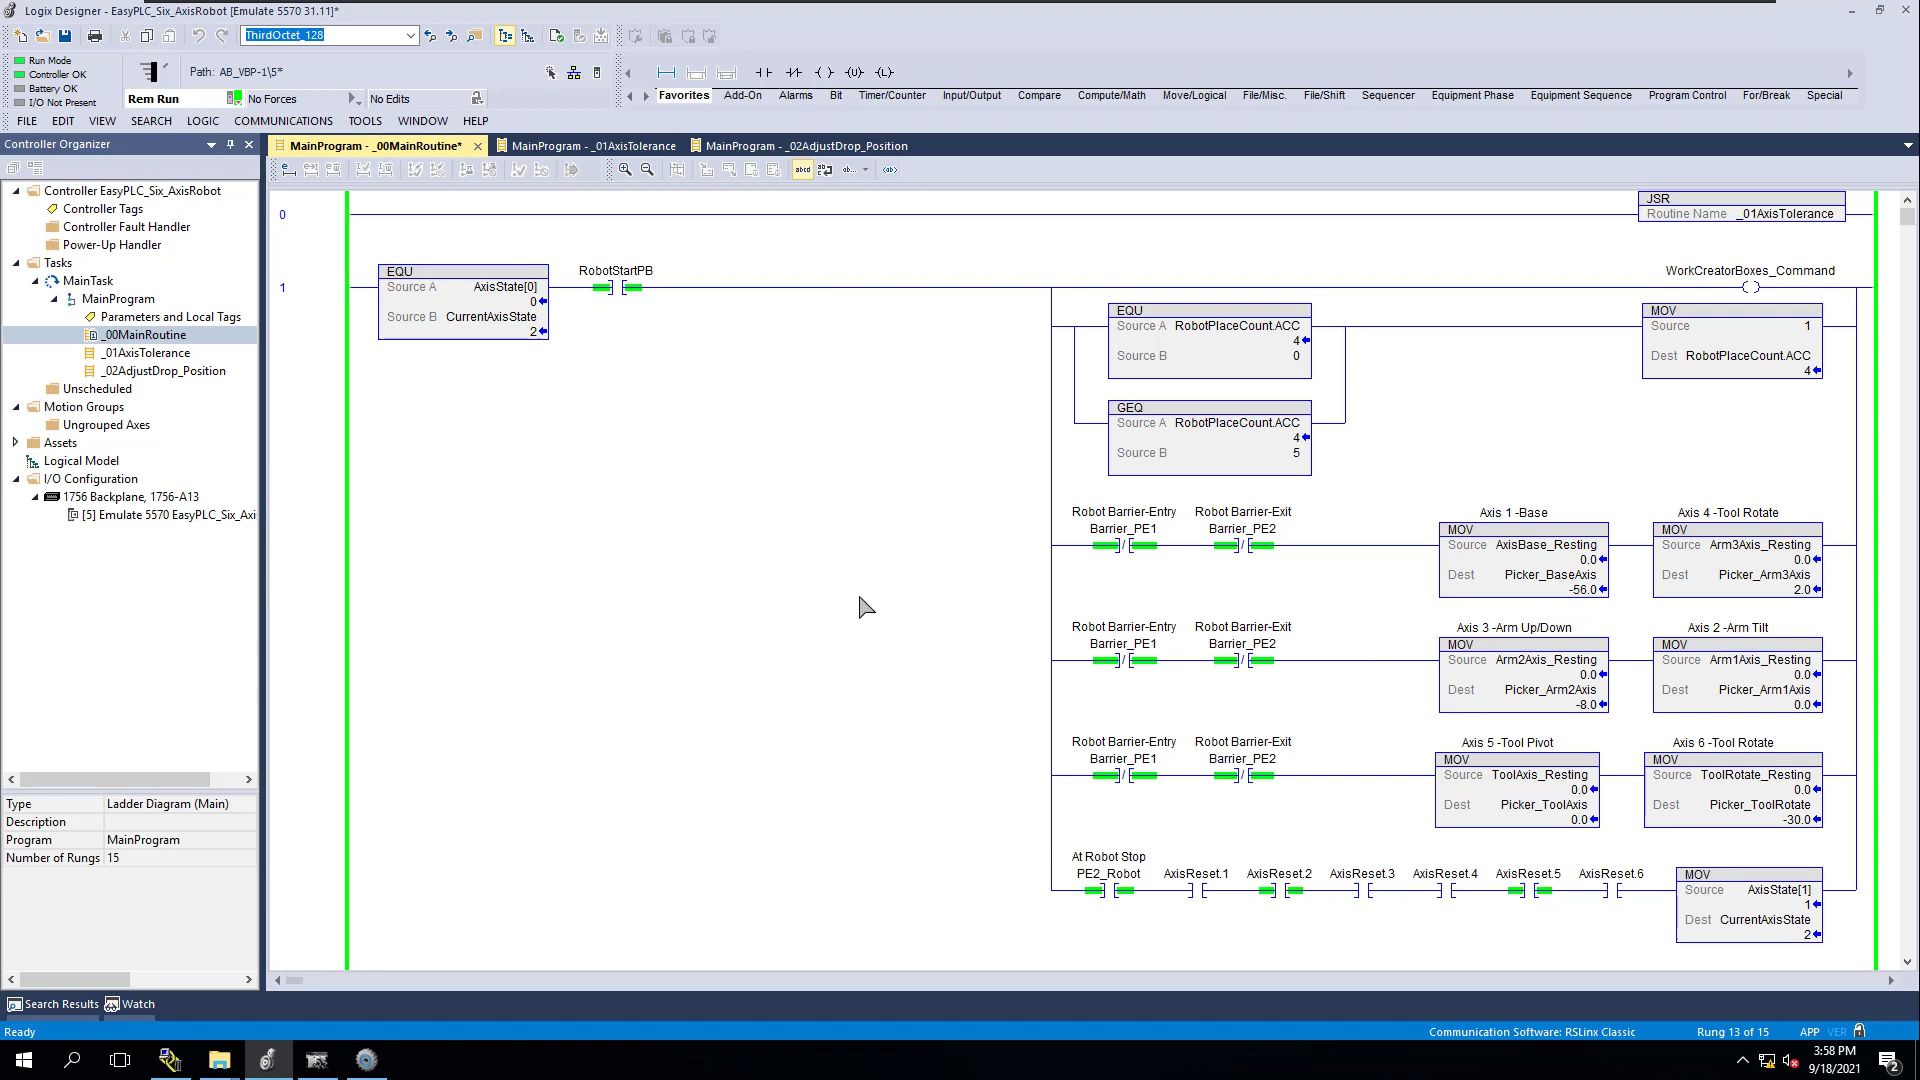 Logix Designer - EasyPLC_Six_AxisRobot [Emulate 5570 31.11]*
ThirdOctet_128
Run Mode
Controller OK
Battery OK
I/O Not Present
Path: AB_VBP-1\5*
Rem Run
No Forces
No Edits
Favorites Add-On Alarms Bit Timer/Counter Input/Output Compare Compute/Math Move/Logical File/Misc. File/Shift Sequencer Equipment Phase Equipment Sequence Program Control For/Break Special
FILE EDIT VIEW SEARCH LOGIC COMMUNICATIONS TOOLS WINDOW HELP
Controller Organizer
MainProgram - _00MainRoutine*
MainProgram - _01AxisTolerance
MainProgram - _02AdjustDrop_Position
Controller EasyPLC_Six_AxisRobot
Controller Tags
Controller Fault Handler
Power-Up Handler
Tasks
MainTask
MainProgram
Parameters and Local Tags
_00MainRoutine
_01AxisTolerance
_02AdjustDrop_Position
Unscheduled
Motion Groups
Ungrouped Axes
Assets
Logical Model
I/O Configuration
1756 Backplane, 1756-A13
[5] Emulate 5570 EasyPLC_Six_Axi
Type Ladder Diagram (Main)
Description
Program MainProgram
Number of Rungs 15
0
JSR
Routine Name _01AxisTolerance
1
EQU
Source A AxisState[0]
0
Source B CurrentAxisState
2
RobotStartPB
WorkCreatorBoxes_Command
EQU
Source A RobotPlaceCount.ACC
4
Source B 0
MOV
Source 1
Dest RobotPlaceCount.ACC
4
GEQ
Source A RobotPlaceCount.ACC
4
Source B 5
Robot Barrier-Entry
Barrier_PE1
Robot Barrier-Exit
Barrier_PE2
Axis 1 -Base
MOV
Source AxisBase_Resting
0.0
Dest Picker_BaseAxis
-56.0
Axis 4 -Tool Rotate
MOV
Source Arm3Axis_Resting
0.0
Dest Picker_Arm3Axis
2.0
Robot Barrier-Entry
Barrier_PE1
Robot Barrier-Exit
Barrier_PE2
Axis 3 -Arm Up/Down
MOV
Source Arm2Axis_Resting
0.0
Dest Picker_Arm2Axis
-8.0
Axis 2 -Arm Tilt
MOV
Source Arm1Axis_Resting
0.0
Dest Picker_Arm1Axis
0.0
Robot Barrier-Entry
Barrier_PE1
Robot Barrier-Exit
Barrier_PE2
Axis 5 -Tool Pivot
MOV
Source ToolAxis_Resting
0.0
Dest Picker_ToolAxis
0.0
Axis 6 -Tool Rotate
MOV
Source ToolRotate_Resting
0.0
Dest Picker_ToolRotate
-30.0
At Robot Stop
PE2_Robot AxisReset.1 AxisReset.2 AxisReset.3 AxisReset.4 AxisReset.5 AxisReset.6
MOV
Source AxisState[1]
1
Dest CurrentAxisState
2
Search Results Watch
Ready
Communication Software: RSLinx Classic
Rung 13 of 15
APP VER
3:58 PM
9/18/2021
2